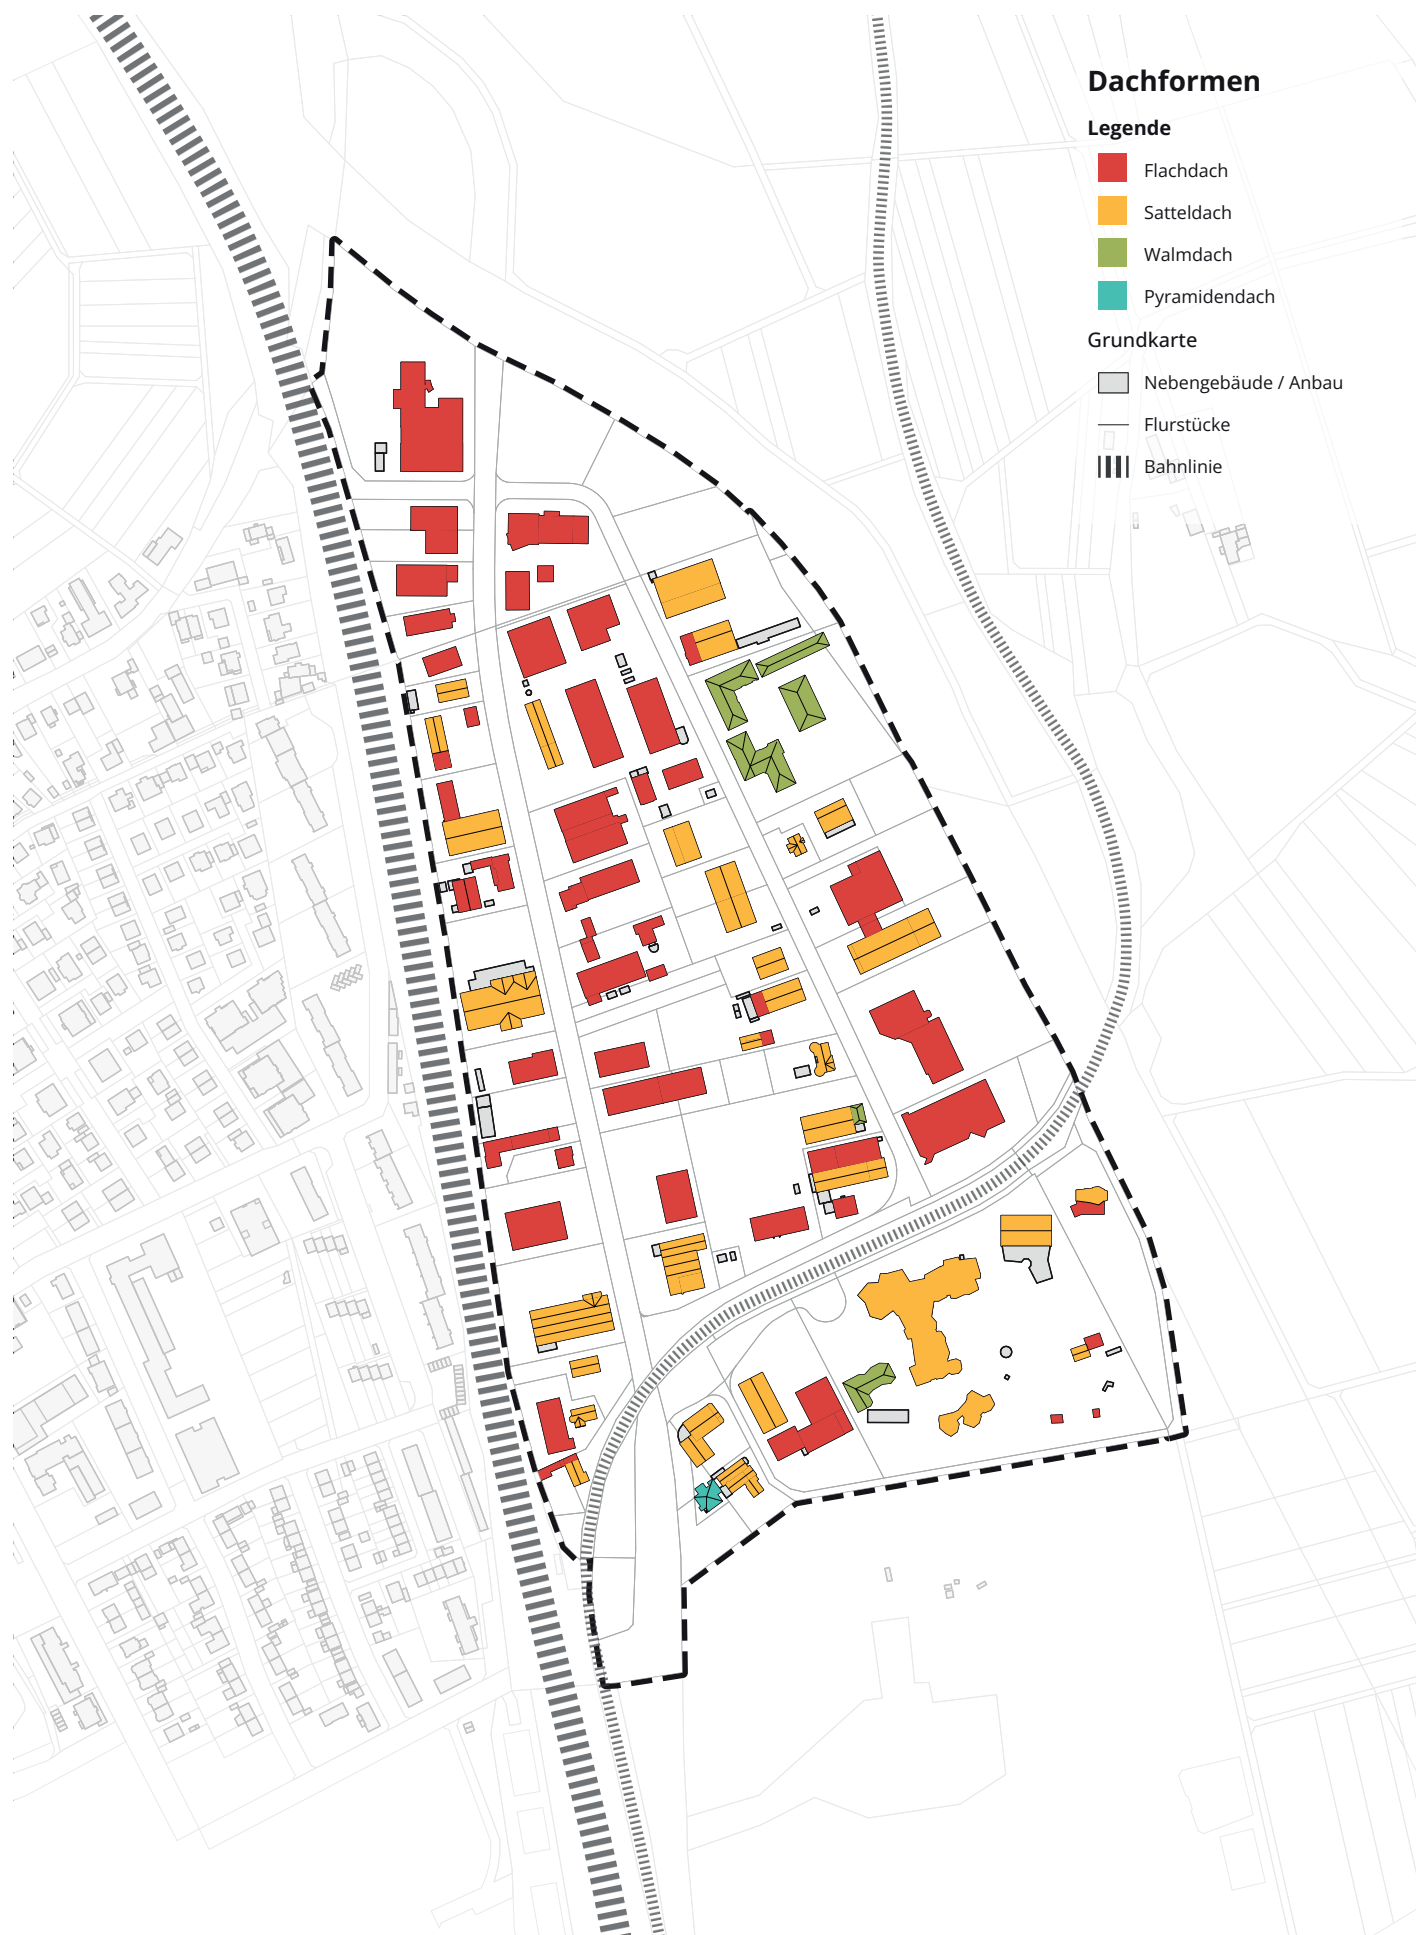 Dachformen
Legende
Flachdach
Satteldach
Walmdach
Pyramidendach
Grundkarte
Nebengebäude / Anbau
Flurstücke
Bahnlinie